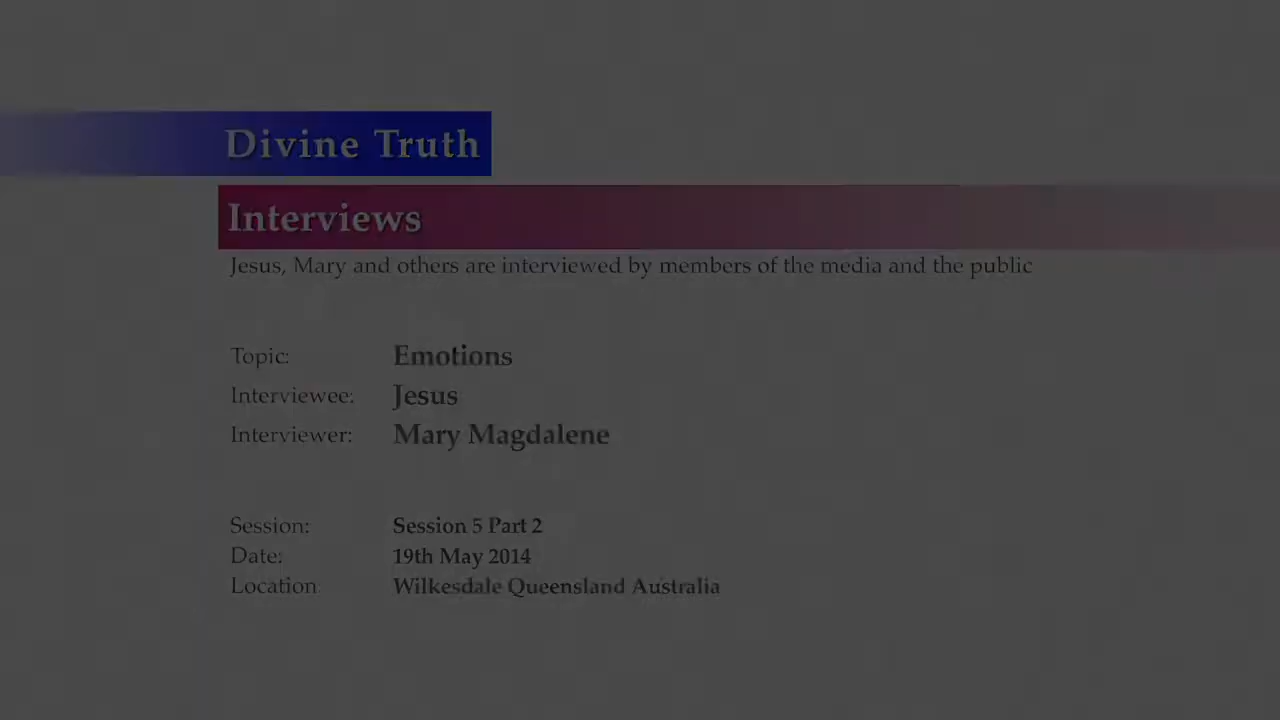 Divine Truth
Interviews
Jesus, Mary and others are interviewed by members of the media and the public
Topic: Emotions
Interviewee: Jesus
Interviewer: Mary Magdalene
Session: Session 5 Part 2
Date: 19th May 2014
Location Wilkesdale Queensland Australia